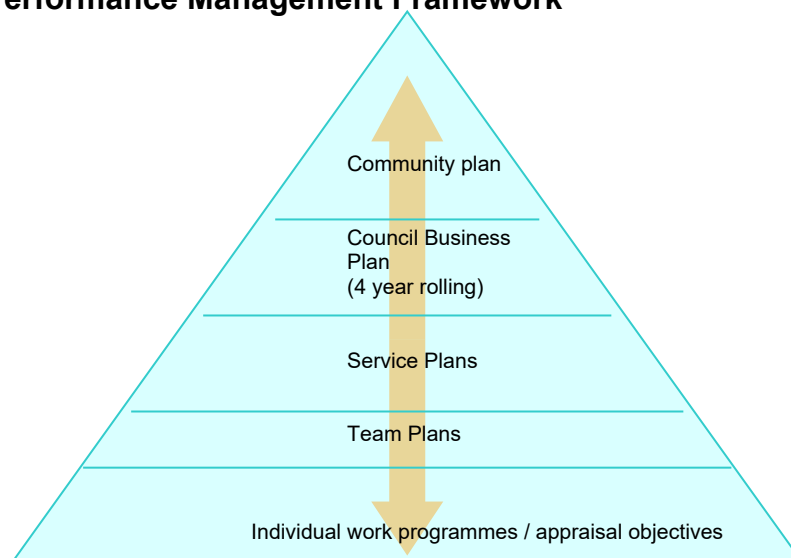 erformance Management Framework
Community plan
Council Business
Plan
(4 year rolling)
Service Plans
Team Plans
Individual work programmes / appraisal objectives